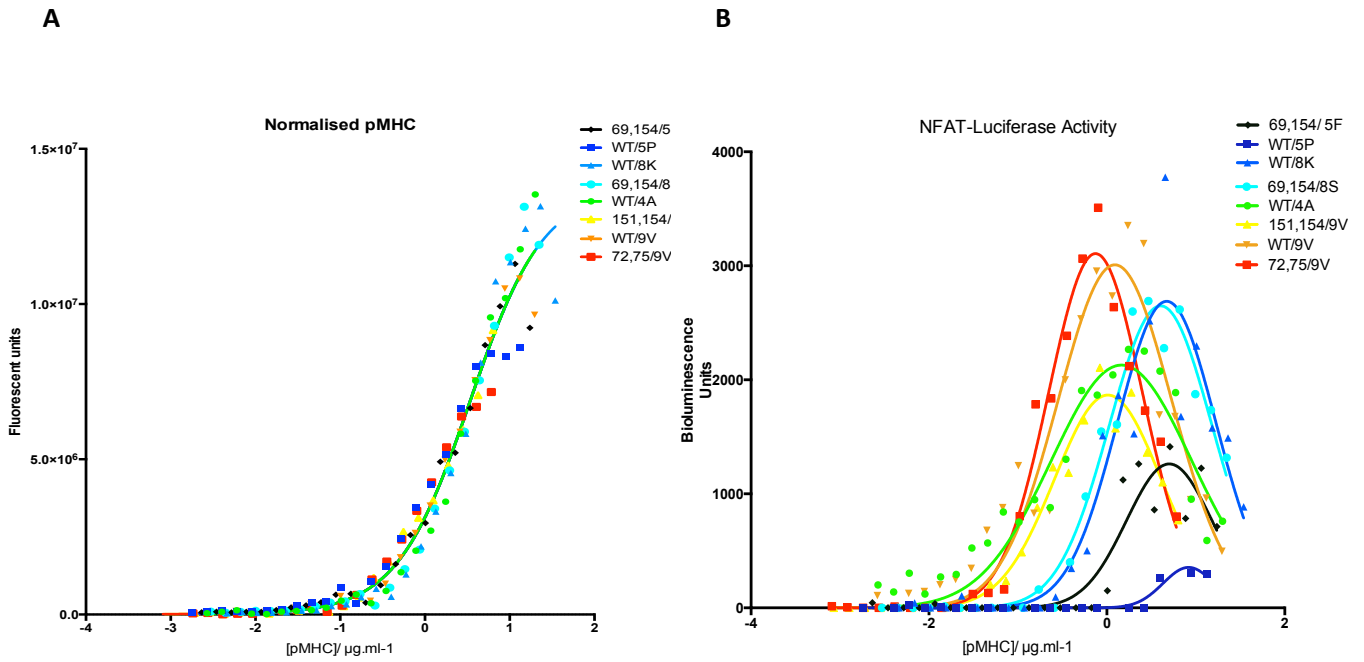 A
B
Normalised pMHC
69,154/5
WT/5P
WT/8K
69,154/8
WT/4A
151,154/
WT/9V
72,75/9V
1.5×10⁷
1.0×10⁷
5.0×10⁶
0.0
Fluorescent units
-4
-3
-2
-1
0
1
2
[pMHC]/ µg.ml-1
NFAT-Luciferase Activity
69,154/ 5F
WT/5P
WT/8K
69,154/8S
WT/4A
151,154/9V
WT/9V
72,75/9V
4000
3000
2000
1000
0
Bioluminescence
Units
-4
-2
0
2
[pMHC]/ µg.ml-1